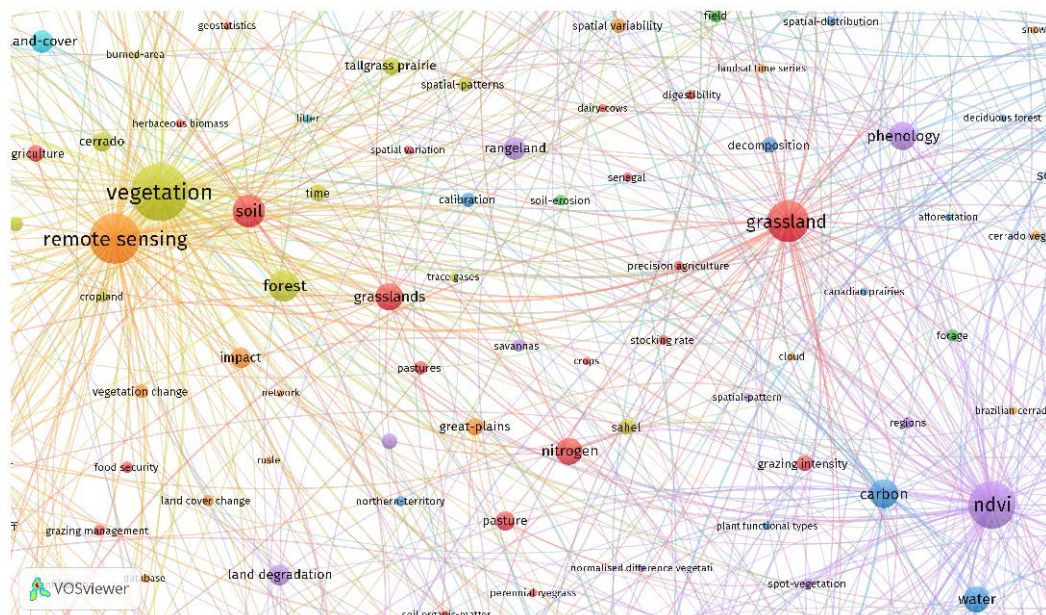 geostatistics
spatial variability
field
spatial-distribution
snow
and-cover
burned-area
tallgrass prairie
spatial-patterns
landsat time series
digestibility
dairy-cows
herbaceous biomass
litter
deciduous forest
phenology
cerrado
griculture
spatial variation
rangeland
decomposition
senegal
vegetation
time
calibration
soil-erosion
soil
grassland
afforestation
cerrado veg
remote sensing
precision agriculture
trace gases
forest
cropland
grasslands
canadian prairies
forage
stocking rate
savannas
impact
cloud
pastures
crops
vegetation change
network
spatial-pattern
brazilian cerrad
regions
great-plains
sahel
nitrogen
food security
rusle
grazing intensity
carbon
land cover change
northern-territory
ndvi
pasture
plant functional types
grazing management
normalised difference vegetati
land degradation
database
spot-vegetation
VOSviewer
perennial ryegrass
water
soil organic-matter